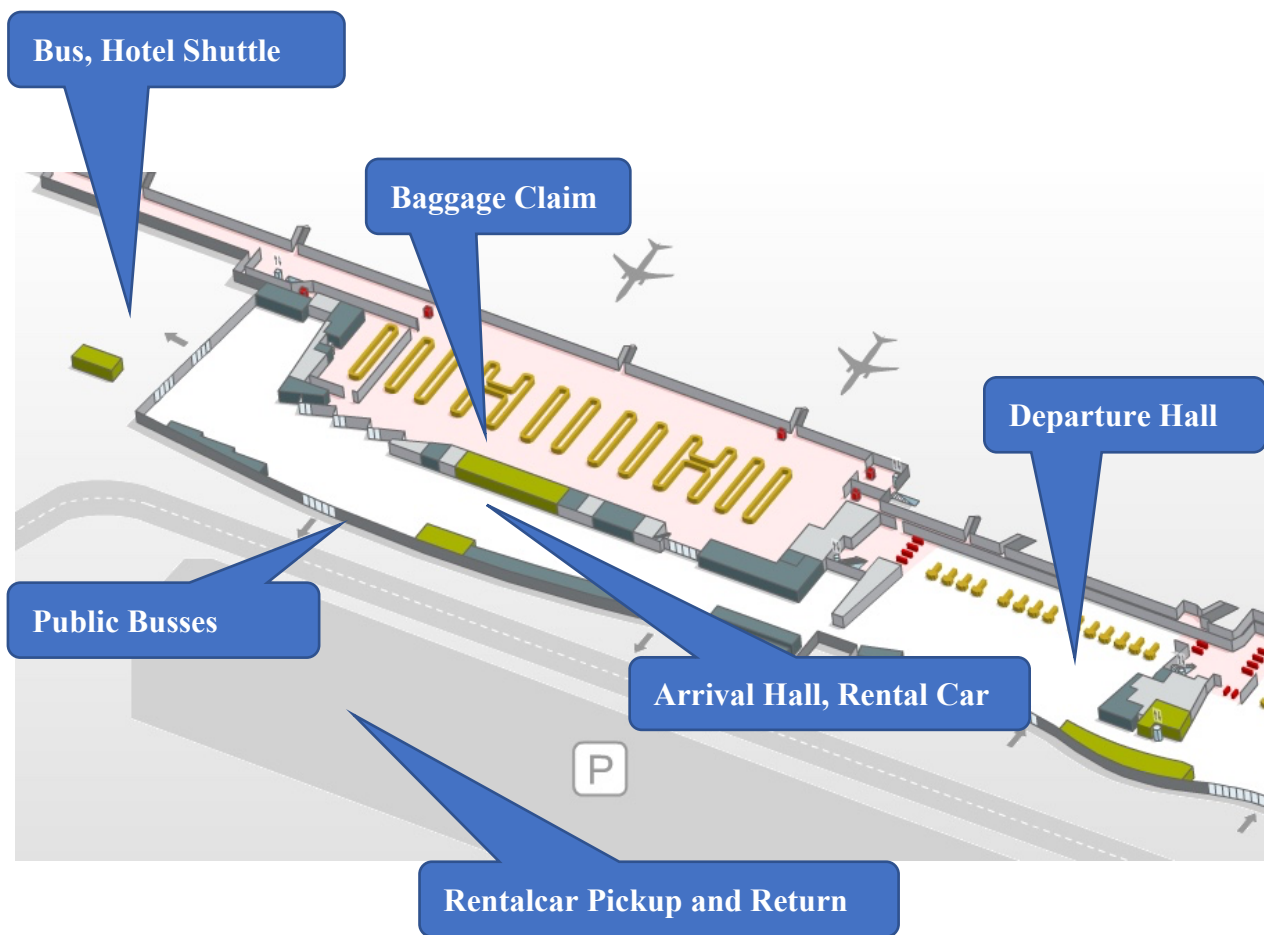 Bus, Hotel Shuttle
Baggage Claim
Departure Hall
Public Busses
Arrival Hall, Rental Car
P
Rentalcar Pickup and Return